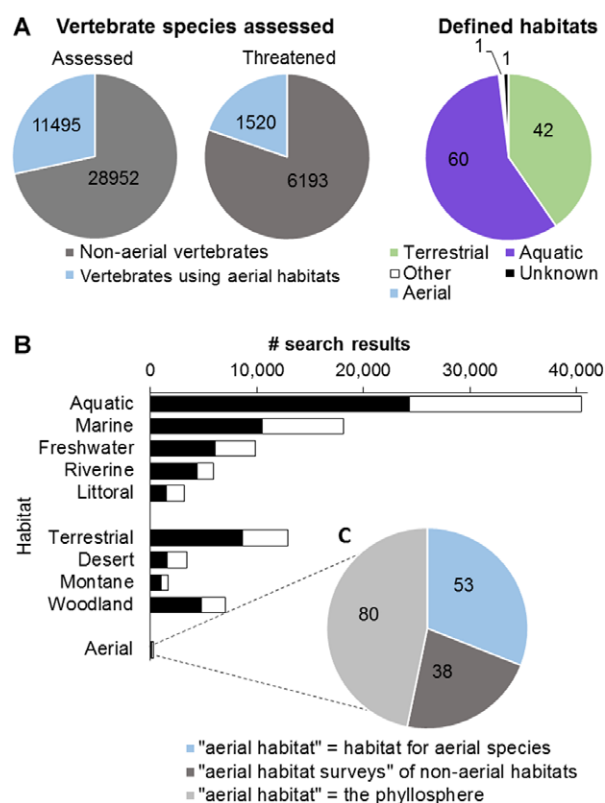 A
Vertebrate species assessed
Defined habitats
Assessed
Threatened
11495
28952
1520
6193
1
1
42
60
Non-aerial vertebrates
Vertebrates using aerial habitats
Terrestrial
Aquatic
Other
Unknown
Aerial
B
# search results
0
10,000
20,000
30,000
40,000
Habitat
Aquatic
Marine
Freshwater
Riverine
Littoral
Terrestrial
Desert
Montane
Woodland
Aerial
C
53
80
38
"aerial habitat" = habitat for aerial species
"aerial habitat surveys" of non-aerial habitats
"aerial habitat" = the phyllosphere